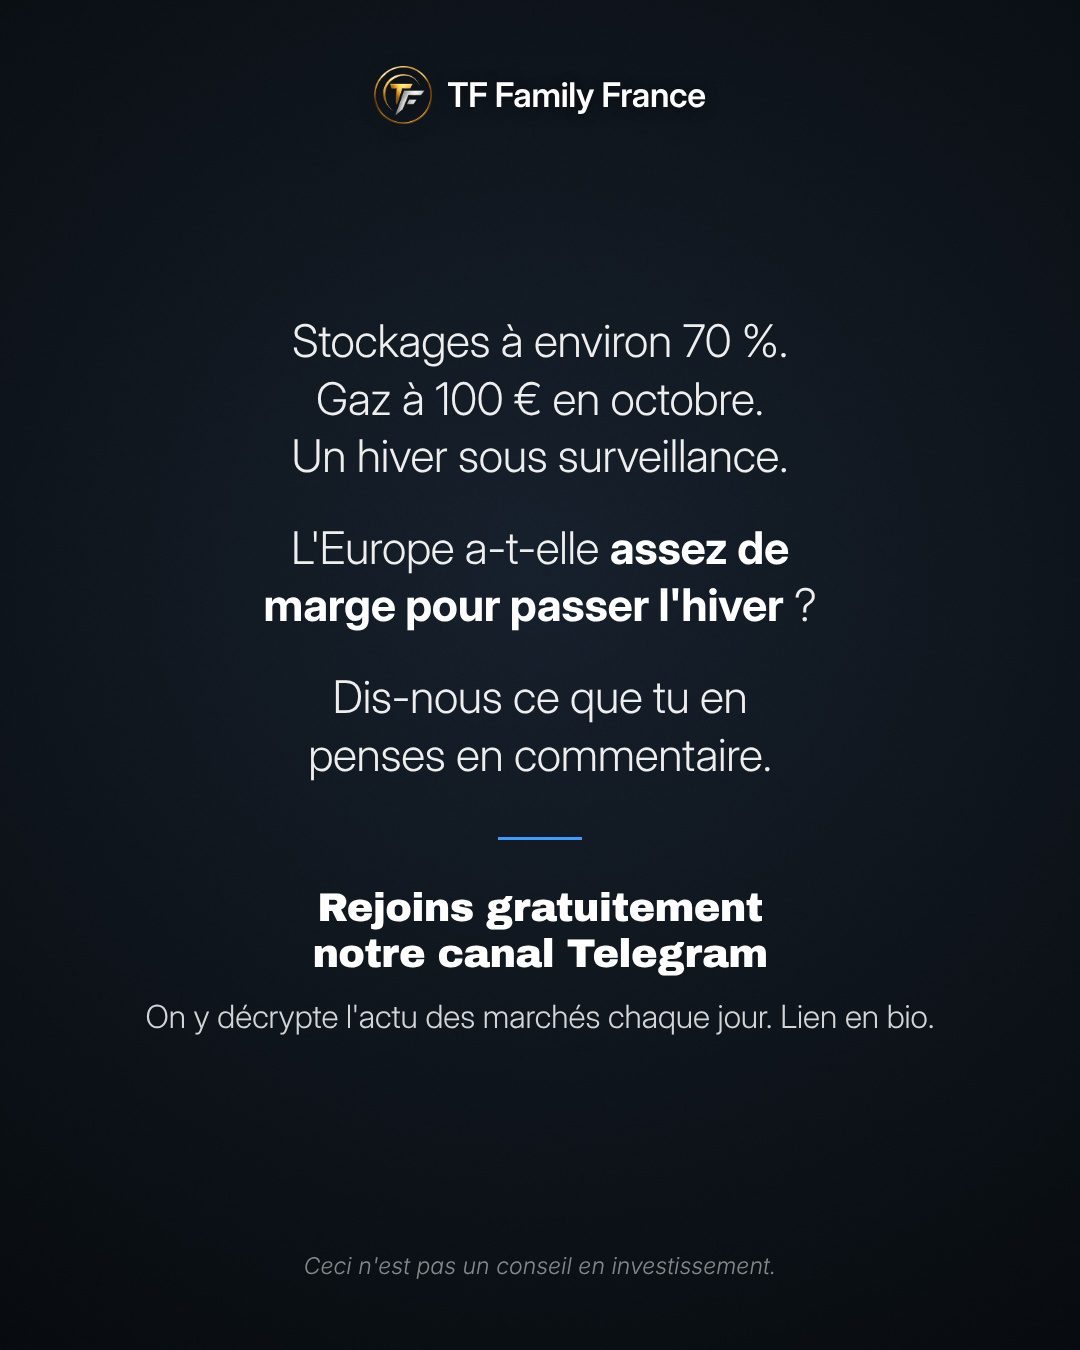 TF TF Family France
Stockages à environ 70 %.
Gaz à 100 € en octobre.
Un hiver sous surveillance.
L'Europe a-t-elle assez de
marge pour passer l'hiver ?
Dis-nous ce que tu en
penses en commentaire.
Rejoins gratuitement
notre canal Telegram
On y décrypte l'actu des marchés chaque jour. Lien en bio.
Ceci n'est pas un conseil en investissement.